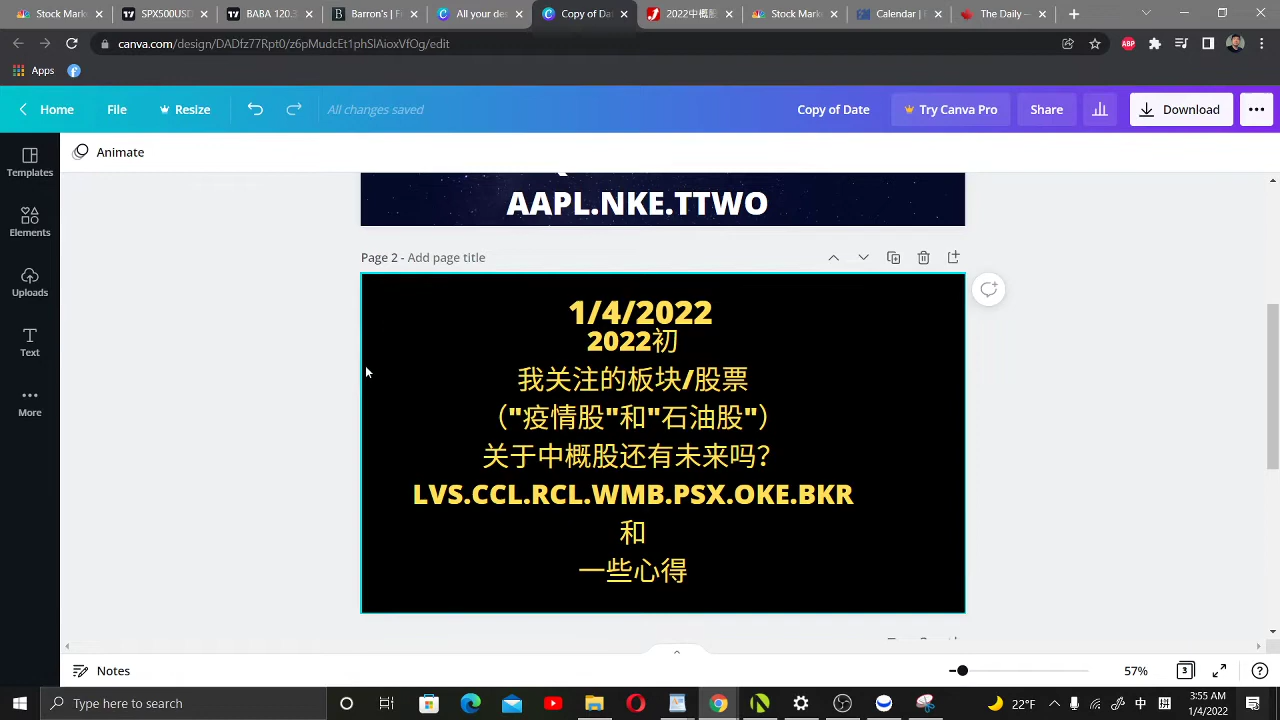 Stock Mark
SPX500USD
BABA 120.3
Barron's | F
All your des
Copy of Dat
2022中概股
Stock Mark
Calendar | E
The Daily —
canva.com/design/DADfz77Rpt0/z6pMudcEt1phSlAioxVfOg/edit
ABP
Apps
Home
File
Resize
All changes saved
Copy of Date
Try Canva Pro
Share
Download
Templates
Elements
Uploads
Text
More
Animate
AAPL.NKE.TTWO
Page 2 - Add page title
1/4/2022
2022初
我关注的板块/股票
（"疫情股"和"石油股"）
关于中概股还有未来吗？
LVS.CCL.RCL.WMB.PSX.OKE.BKR
和
一些心得
Notes
57%
3
Type here to search
22°F
中
拼
3:55 AM
1/4/2022